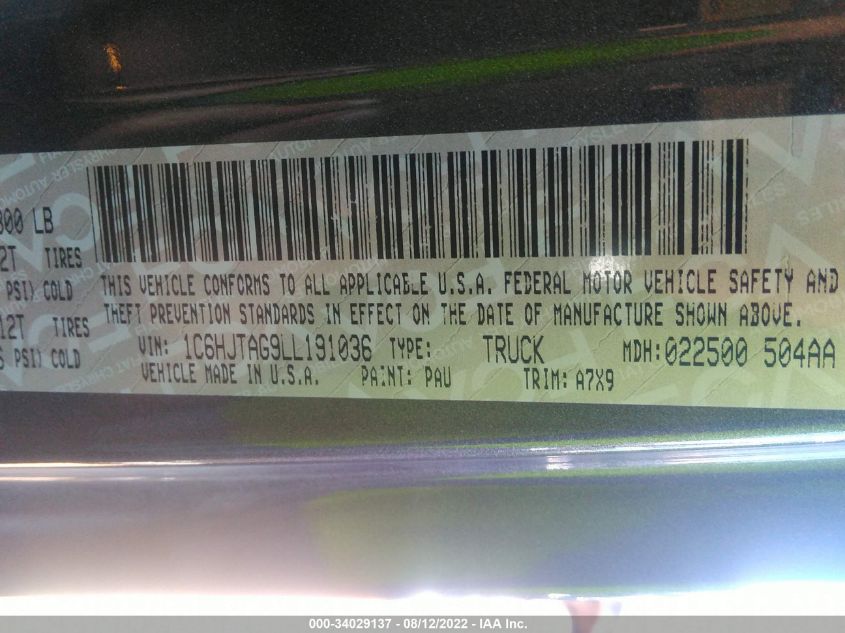 800 LB
2T TIRES
PSI) COLD
12T TIRES
PSI) COLD
THIS VEHICLE CONFORMS TO ALL APPLICABLE U.S.A. FEDERAL MOTOR VEHICLE SAFETY AND
THEFT PREVENTION STANDARDS IN EFFECT ON THE DATE OF MANUFACTURE SHOWN ABOVE.
VIN: 1C6HJTAG9LL191036 TYPE: TRUCK MDH: 022500 504AA
VEHICLE MADE IN U.S.A. PAINT: PAU TRIM: A7X9
000-34029137 - 08/12/2022 - IAA Inc.